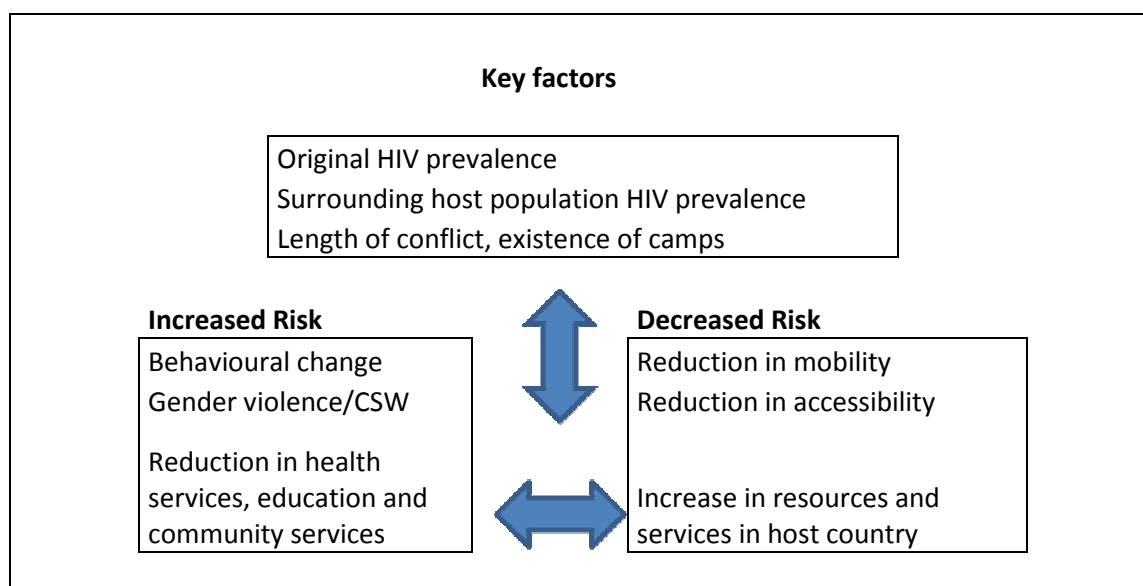 Key factors
Original HIV prevalence
Surrounding host population HIV prevalence
Length of conflict, existence of camps
Increased Risk
Behavioural change
Gender violence/CSW
Reduction in health
services, education and
community services
Decreased Risk
Reduction in mobility
Reduction in accessibility
Increase in resources and
services in host country